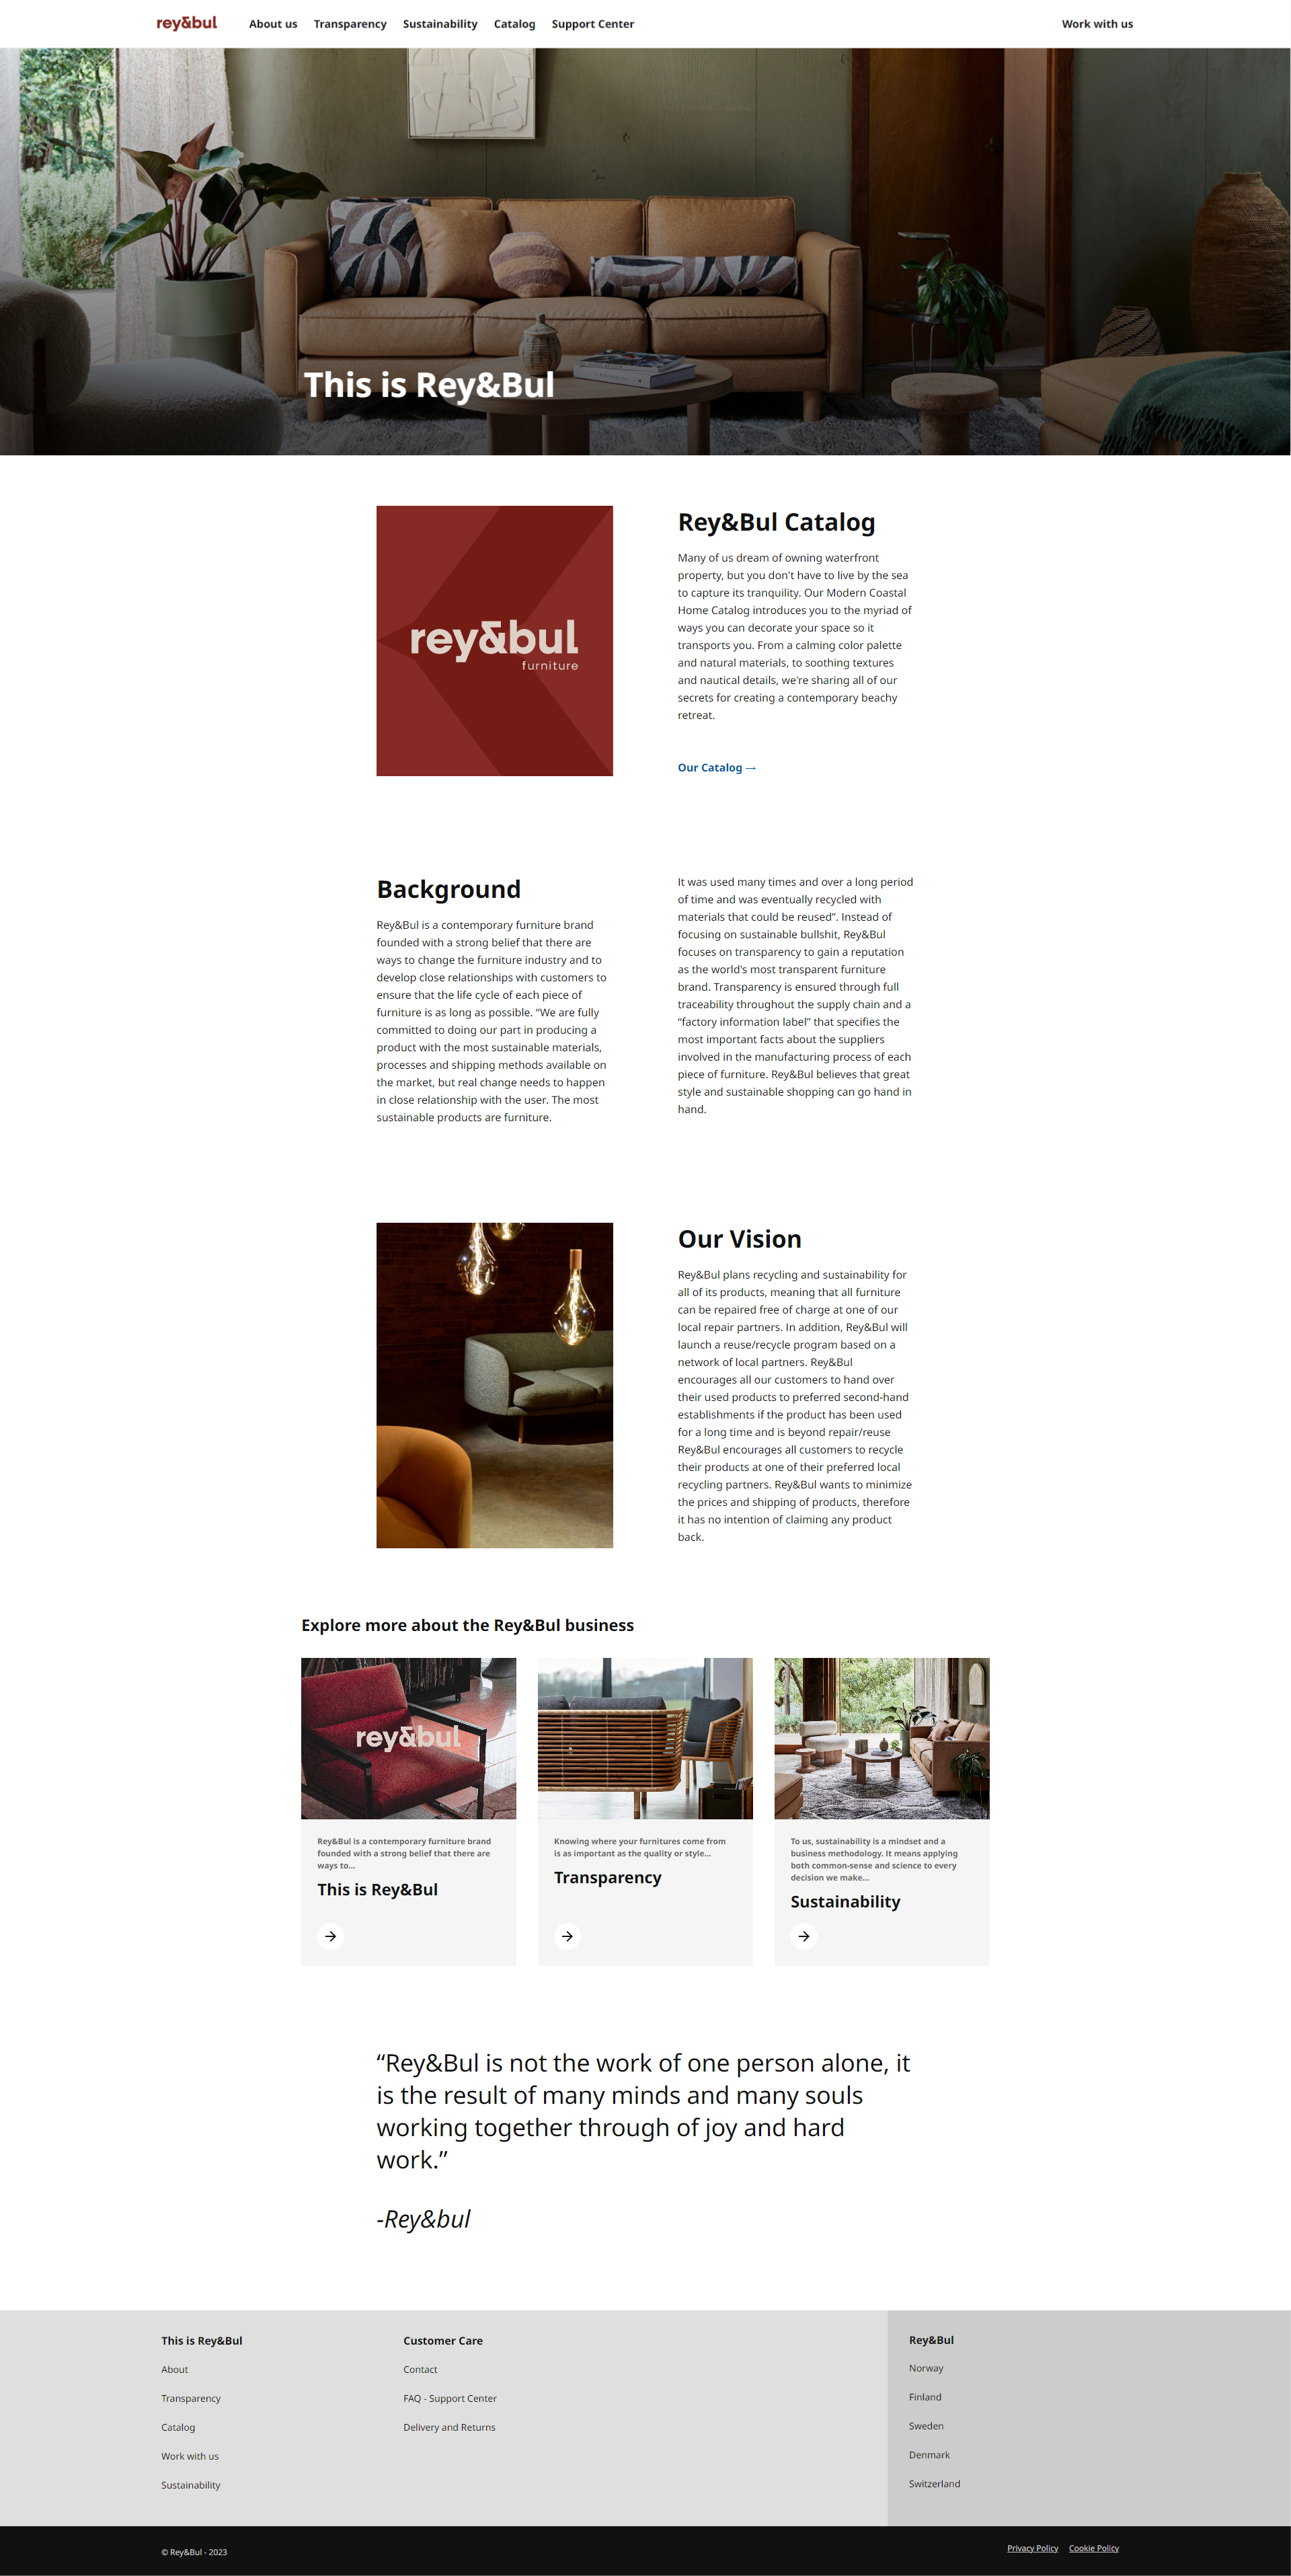 rey&bul
About us
Transparency
Sustainability
Catalog
Support Center
Work with us
This is Rey&Bul
rey&bul
furniture
Rey&Bul Catalog
Many of us dream of owning waterfront
property, but you don't have to live by the sea
to capture its tranquility. Our Modern Coastal
Home Catalog introduces you to the myriad of
ways you can decorate your space so it
transports you. From a calming color palette
and natural materials, to soothing textures
and nautical details, we're sharing all of our
secrets for creating a contemporary beachy
retreat.
Our Catalog →
Background
Rey&Bul is a contemporary furniture brand
founded with a strong belief that there are
ways to change the furniture industry and to
develop close relationships with customers to
ensure that the life cycle of each piece of
furniture is as long as possible. “We are fully
committed to doing our part in producing a
product with the most sustainable materials,
processes and shipping methods available on
the market, but real change needs to happen
in close relationship with the user. The most
sustainable products are furniture.
It was used many times and over a long period
of time and was eventually recycled with
materials that could be reused”. Instead of
focusing on sustainable bullshit, Rey&Bul
focuses on transparency to gain a reputation
as the world's most transparent furniture
brand. Transparency is ensured through full
traceability throughout the supply chain and a
“factory information label” that specifies the
most important facts about the suppliers
involved in the manufacturing process of each
piece of furniture. Rey&Bul believes that great
style and sustainable shopping can go hand in
hand.
Our Vision
Rey&Bul plans recycling and sustainability for
all of its products, meaning that all furniture
can be repaired free of charge at one of our
local repair partners. In addition, Rey&Bul will
launch a reuse/recycle program based on a
network of local partners. Rey&Bul
encourages all our customers to hand over
their used products to preferred second-hand
establishments if the product has been used
for a long time and is beyond repair/reuse
Rey&Bul encourages all customers to recycle
their products at one of their preferred local
recycling partners. Rey&Bul wants to minimize
the prices and shipping of products, therefore
it has no intention of claiming any product
back.
Explore more about the Rey&Bul business
rey&bul
Rey&Bul is a contemporary furniture brand
founded with a strong belief that there are
ways to...
This is Rey&Bul
Knowing where your furnitures come from
is as important as the quality or style...
Transparency
To us, sustainability is a mindset and a
business methodology. It means applying
both common-sense and science to every
decision we make...
Sustainability
“Rey&Bul is not the work of one person alone, it
is the result of many minds and many souls
working together through of joy and hard
work.”
-Rey&bul
This is Rey&Bul
About
Transparency
Catalog
Work with us
Sustainability
Customer Care
Contact
FAQ - Support Center
Delivery and Returns
Rey&Bul
Norway
Finland
Sweden
Denmark
Switzerland
© Rey&Bul - 2023
Privacy Policy
Cookie Policy